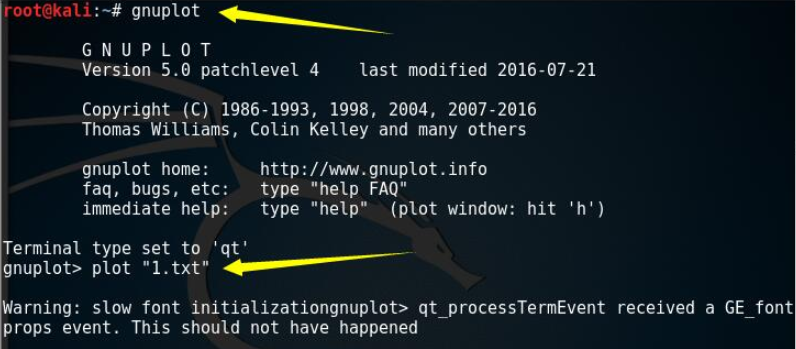 root@kali:~# gnuplot
G N U P L O T
Version 5.0 patchlevel 4    last modified 2016-07-21
Copyright (C) 1986-1993, 1998, 2004, 2007-2016
Thomas Williams, Colin Kelley and many others
gnuplot home:     http://www.gnuplot.info
faq, bugs, etc:   type "help FAQ"
immediate help:   type "help"  (plot window: hit 'h')
Terminal type set to 'qt'
gnuplot> plot "1.txt"
Warning: slow font initializationgnuplot> qt_processTermEvent received a GE_font
props event. This should not have happened